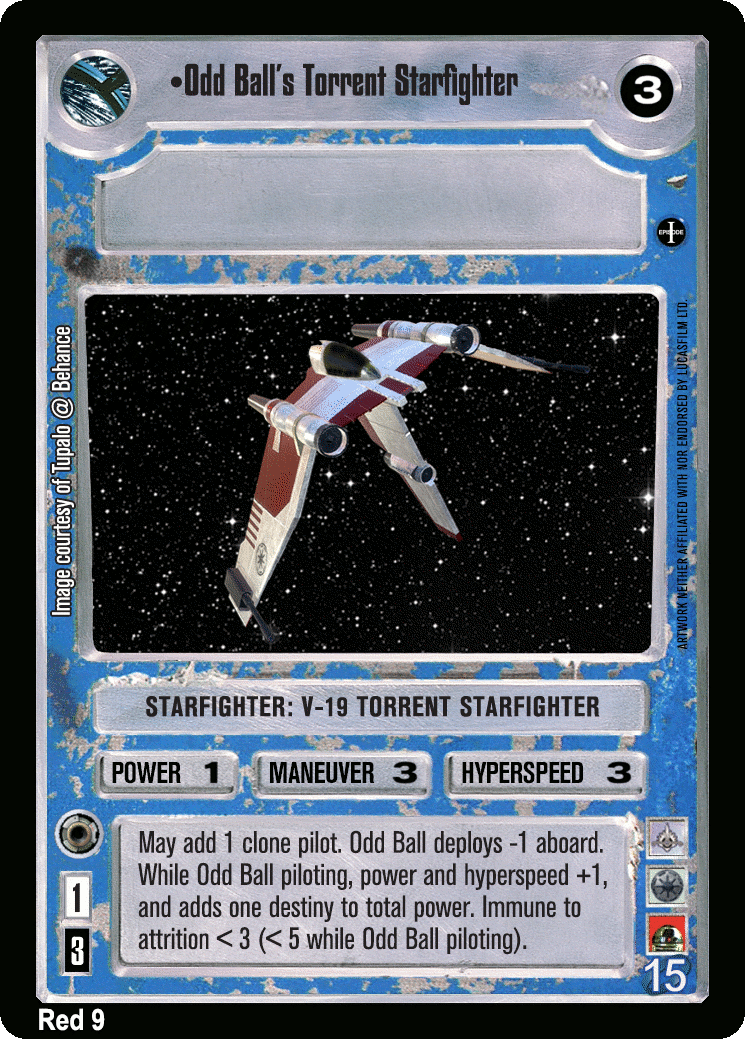 •Odd Ball's Torrent Starfighter
3
EPISODE
I
Image courtesy of Tupalo @ Behance
ARTWORK NEITHER AFFILIATED WITH NOR ENDORSED BY LUCASFILM LTD.
STARFIGHTER: V-19 TORRENT STARFIGHTER
POWER 1 MANEUVER 3 HYPERSPEED 3
May add 1 clone pilot. Odd Ball deploys -1 aboard.
While Odd Ball piloting, power and hyperspeed +1,
and adds one destiny to total power. Immune to
attrition < 3 (< 5 while Odd Ball piloting).
1
3
15
Red 9